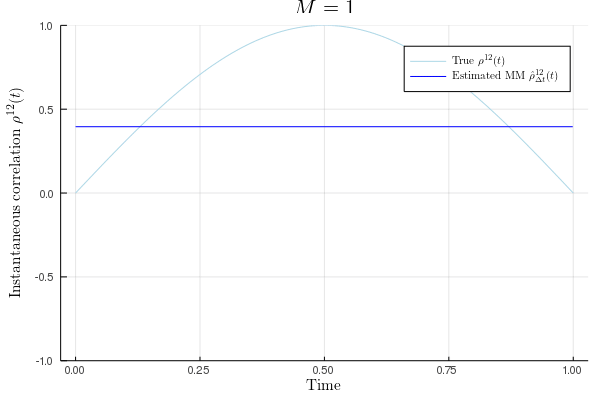 M = 1
True ρ¹²(t)
Estimated MM ρ̂¹²_Δt(t)
Instantaneous correlation ρ¹²(t)
1.0
0.5
0.0
-0.5
-1.0
0.00 0.25 0.50 0.75 1.00
Time